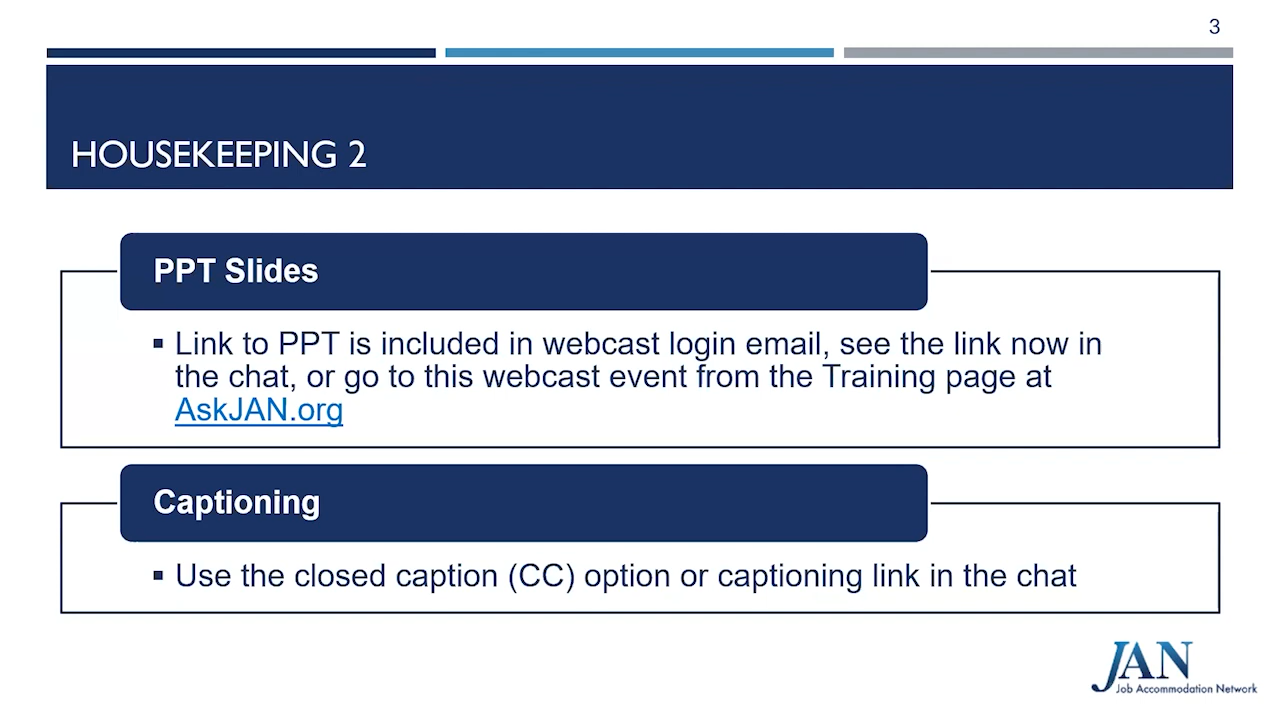 3
HOUSEKEEPING 2
PPT Slides
▪ Link to PPT is included in webcast login email, see the link now in
the chat, or go to this webcast event from the Training page at
AskJAN.org
Captioning
▪ Use the closed caption (CC) option or captioning link in the chat
JAN
Job Accommodation Network